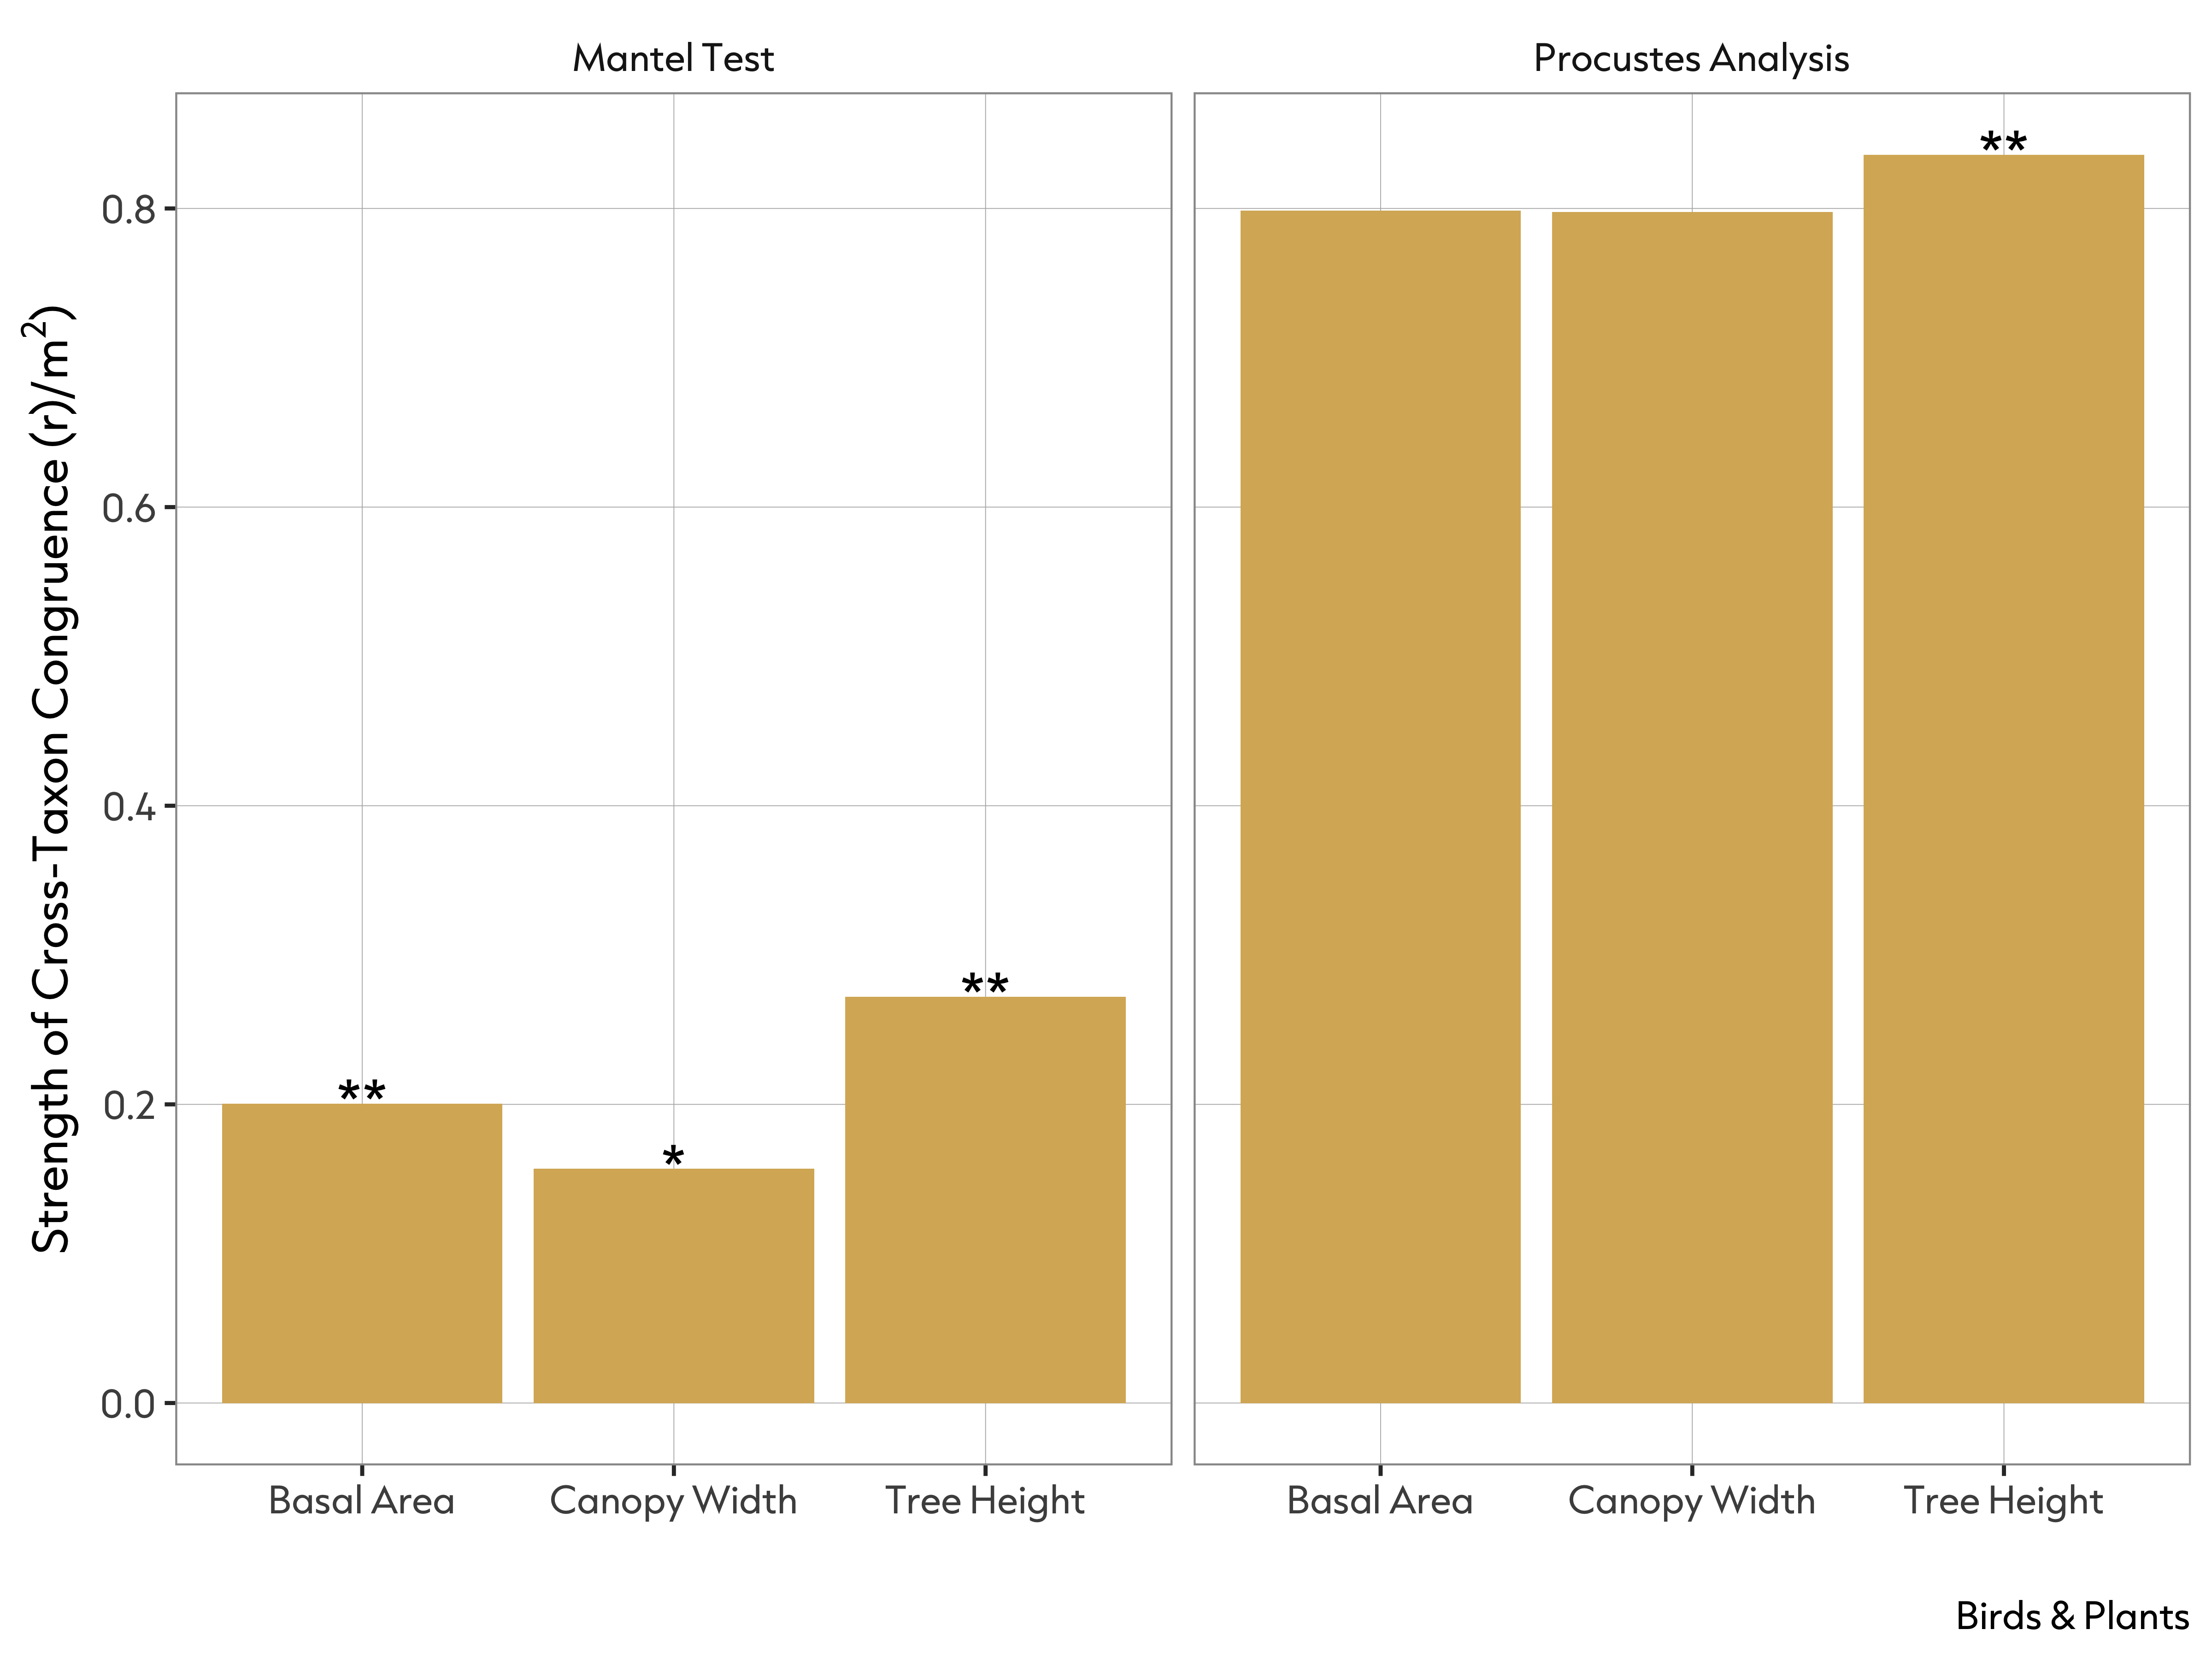 Mantel Test
Procustes Analysis
Strength of Cross-Taxon Congruence (r)/m²)
0.8
0.6
0.4
0.2
0.0
**
*
**
**
Basal Area
Canopy Width
Tree Height
Basal Area
Canopy Width
Tree Height
Birds & Plants